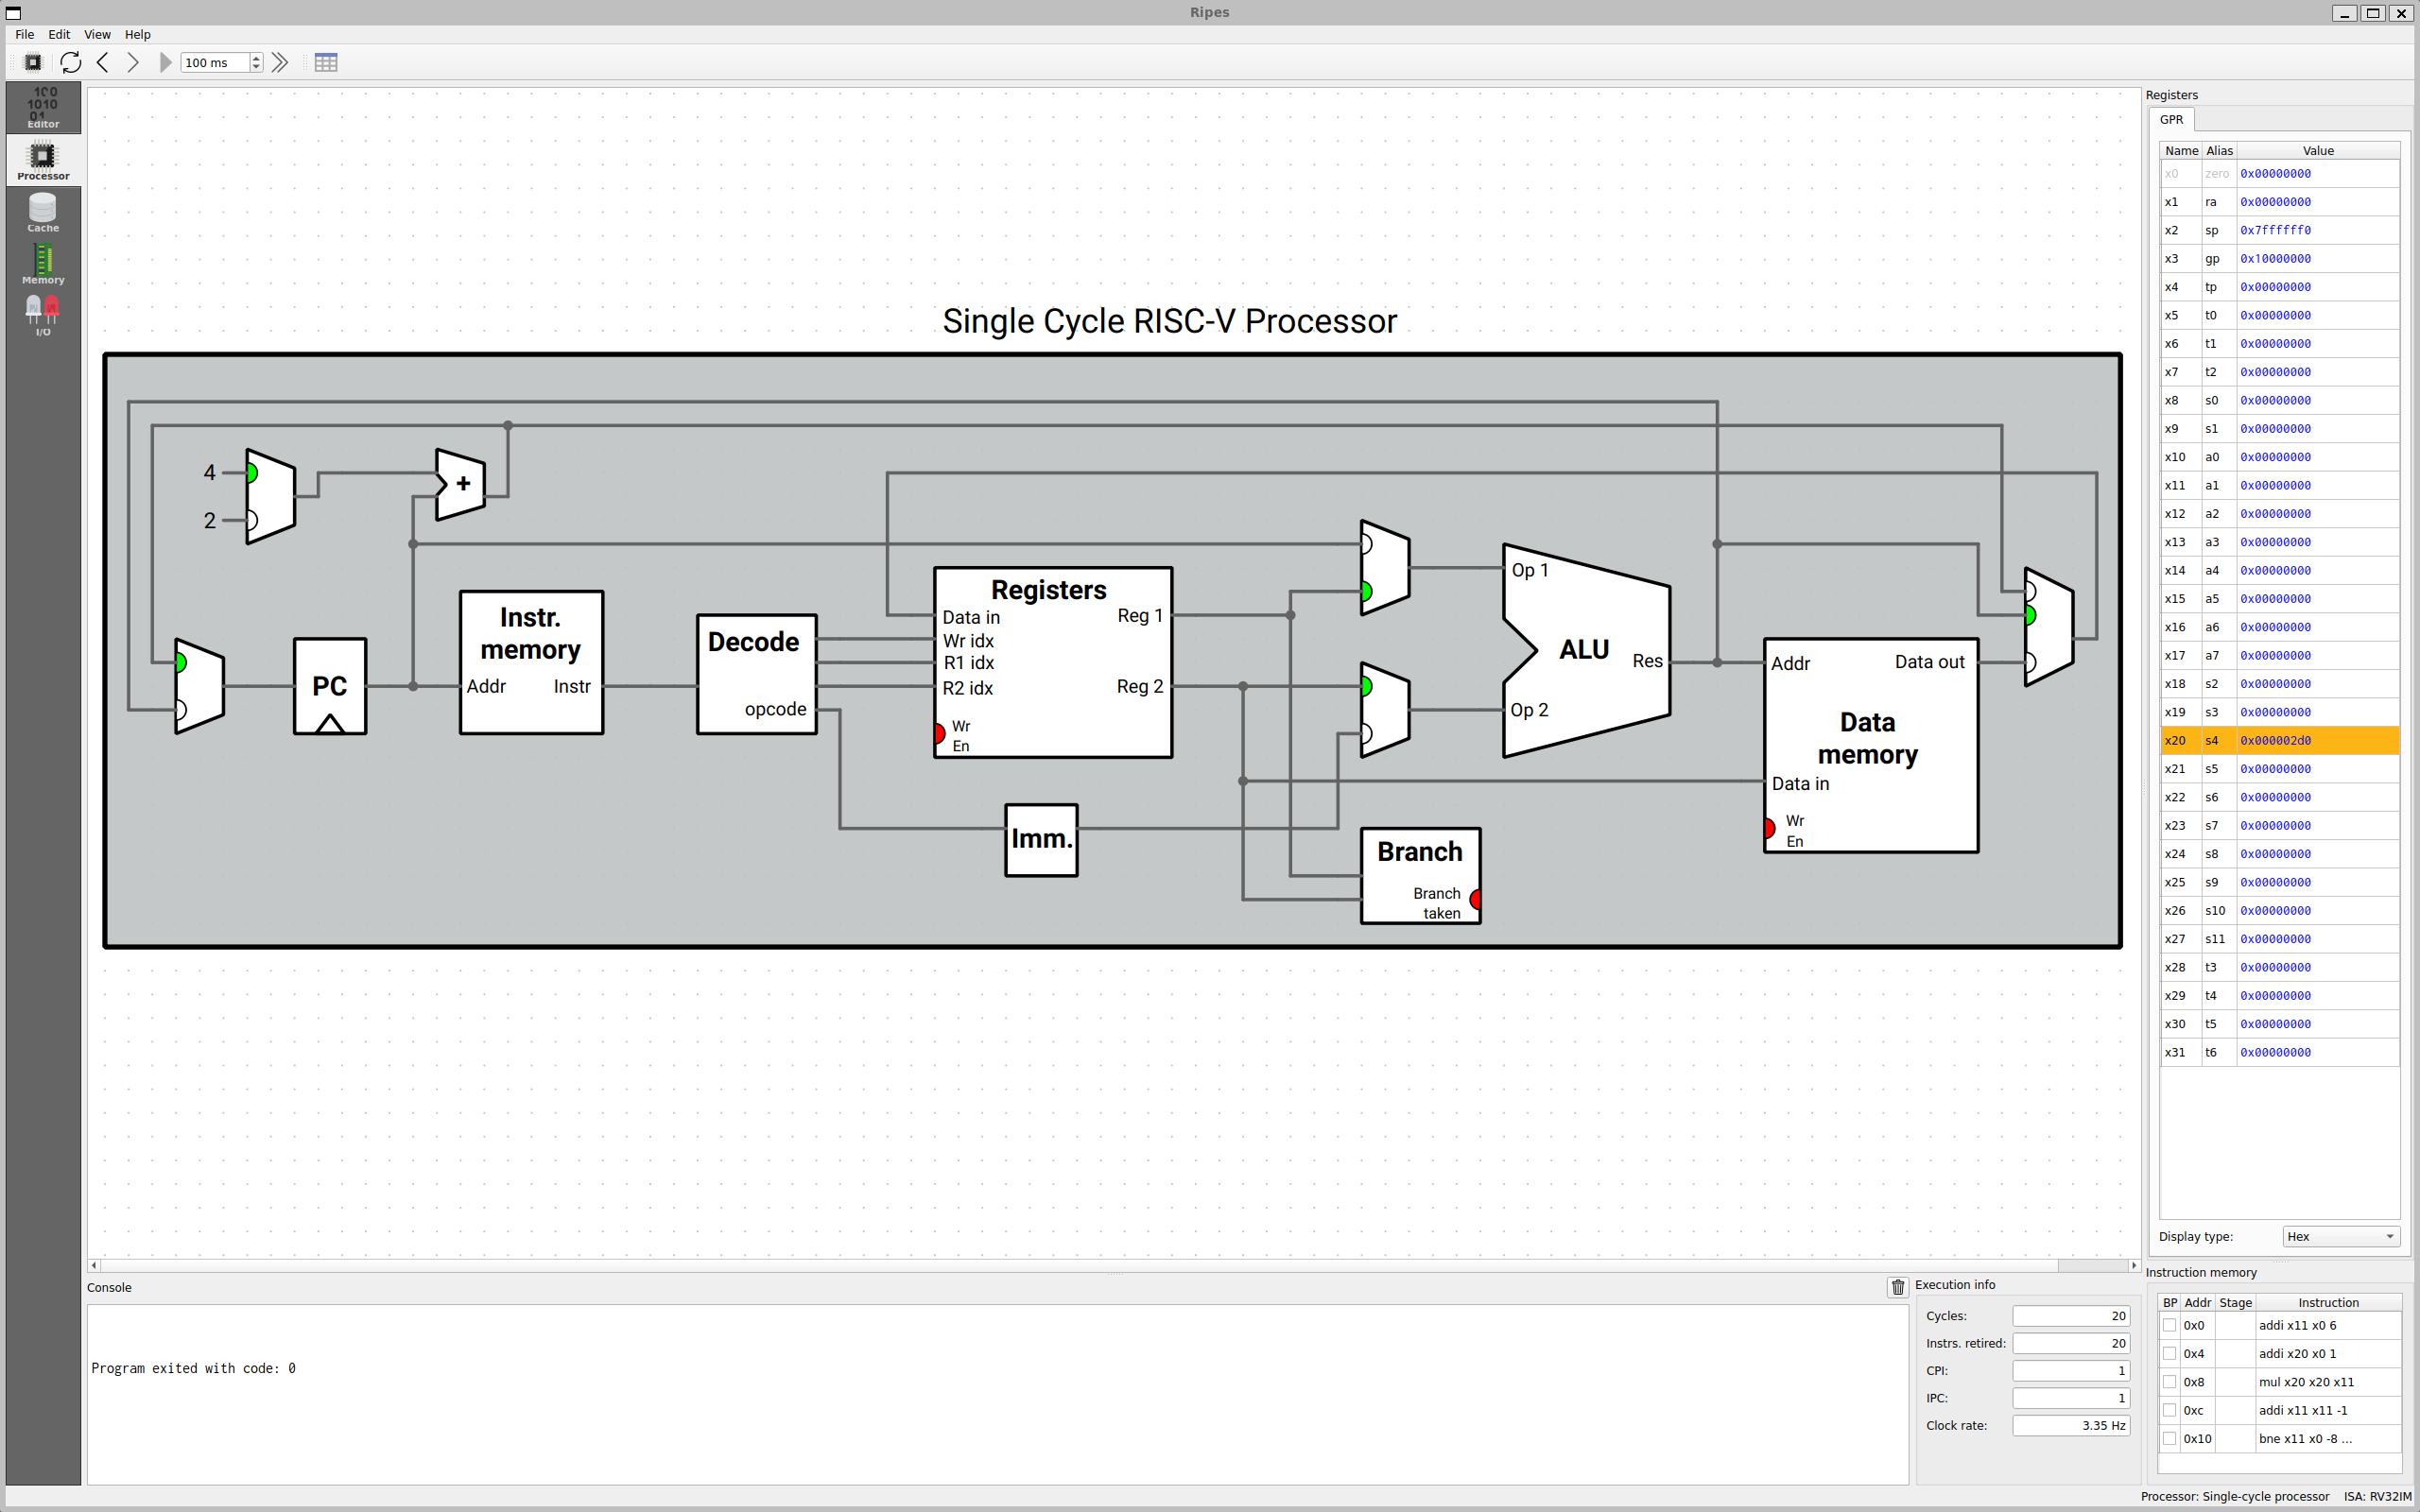 Ripes
File Edit View Help
100 ms
Editor
Processor
Cache
Memory
I/O
Single Cycle RISC-V Processor
4
2
+
PC
Instr. memory
Addr Instr
Decode
opcode
Registers
Data in Reg 1
Wr idx
R1 idx
R2 idx Reg 2
Wr
En
Imm.
Op 1
ALU
Res
Op 2
Branch
Branch
taken
Addr Data out
Data
memory
Data in
Wr
En
Registers
GPR
Name Alias Value
x0 zero 0x00000000
x1 ra 0x00000000
x2 sp 0x7ffffff0
x3 gp 0x10000000
x4 tp 0x00000000
x5 t0 0x00000000
x6 t1 0x00000000
x7 t2 0x00000000
x8 s0 0x00000000
x9 s1 0x00000000
x10 a0 0x00000000
x11 a1 0x00000000
x12 a2 0x00000000
x13 a3 0x00000000
x14 a4 0x00000000
x15 a5 0x00000000
x16 a6 0x00000000
x17 a7 0x00000000
x18 s2 0x00000000
x19 s3 0x00000000
x20 s4 0x000002d0
x21 s5 0x00000000
x22 s6 0x00000000
x23 s7 0x00000000
x24 s8 0x00000000
x25 s9 0x00000000
x26 s10 0x00000000
x27 s11 0x00000000
x28 t3 0x00000000
x29 t4 0x00000000
x30 t5 0x00000000
x31 t6 0x00000000
Display type: Hex
Console
Program exited with code: 0
Execution info
Cycles: 20
Instrs. retired: 20
CPI: 1
IPC: 1
Clock rate: 3.35 Hz
Instruction memory
BP Addr Stage Instruction
0x0 addi x11 x0 6
0x4 addi x20 x0 1
0x8 mul x20 x20 x11
0xc addi x11 x11 -1
0x10 bne x11 x0 -8 ...
Processor: Single-cycle processor ISA: RV32IM